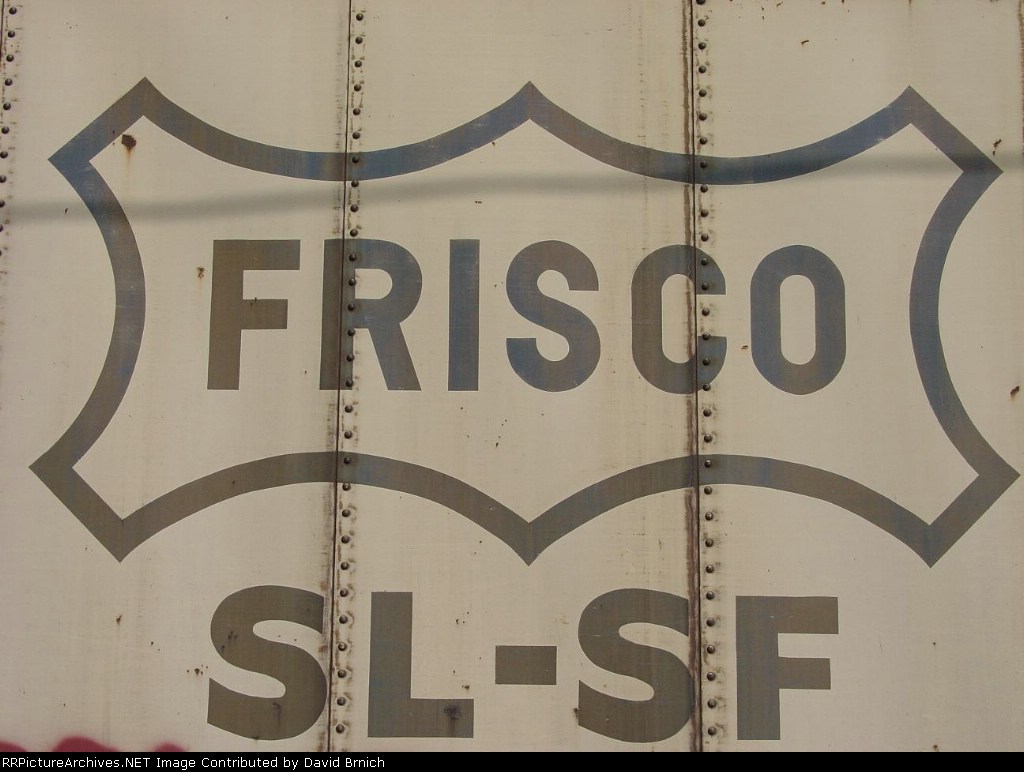 FRISCO
SL-SF
RRPictureArchives.NET Image Contributed by David Brnich